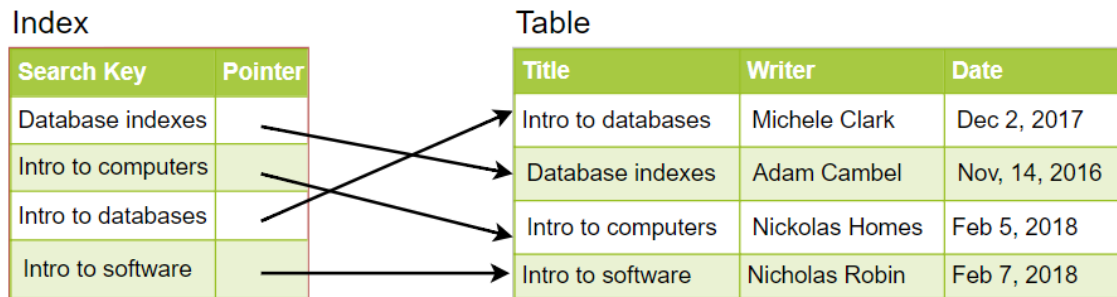 Index
Search Key Pointer
Database indexes
Intro to computers
Intro to databases
Intro to software
Table
Title Writer Date
Intro to databases Michele Clark Dec 2, 2017
Database indexes Adam Cambel Nov, 14, 2016
Intro to computers Nickolas Homes Feb 5, 2018
Intro to software Nicholas Robin Feb 7, 2018